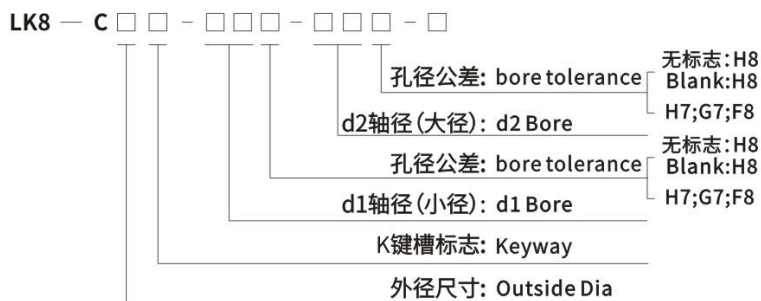 LK8 — C□□-□□□-□□□-□
无标志:H8
孔径公差: bore tolerance
Blank:H8
H7;G7;F8
d2轴径(大径): d2 Bore
无标志:H8
孔径公差: bore tolerance
Blank:H8
H7;G7;F8
d1轴径(小径): d1 Bore
K键槽标志: Keyway
外径尺寸: Outside Dia